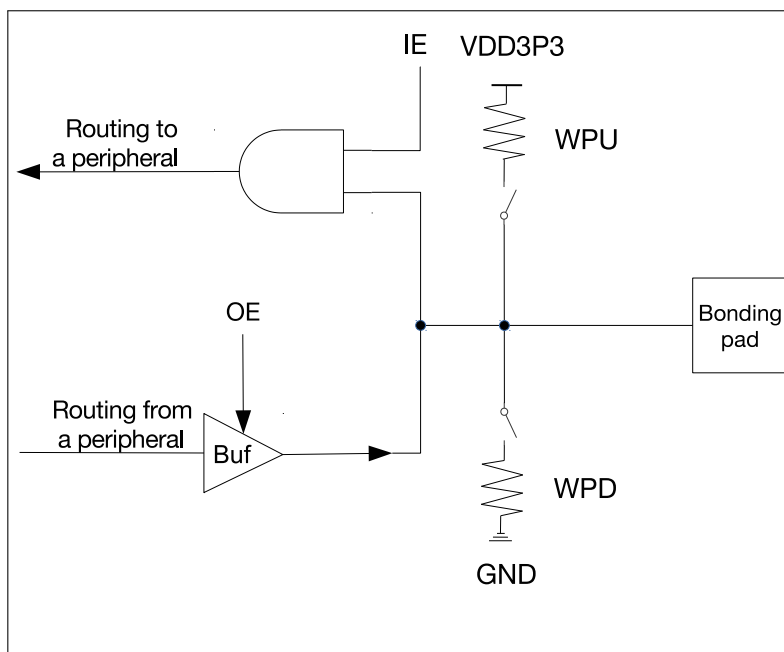 IE
VDD3P3
Routing to
a peripheral
WPU
OE
Bonding
pad
Routing from
a peripheral
Buf
WPD
GND